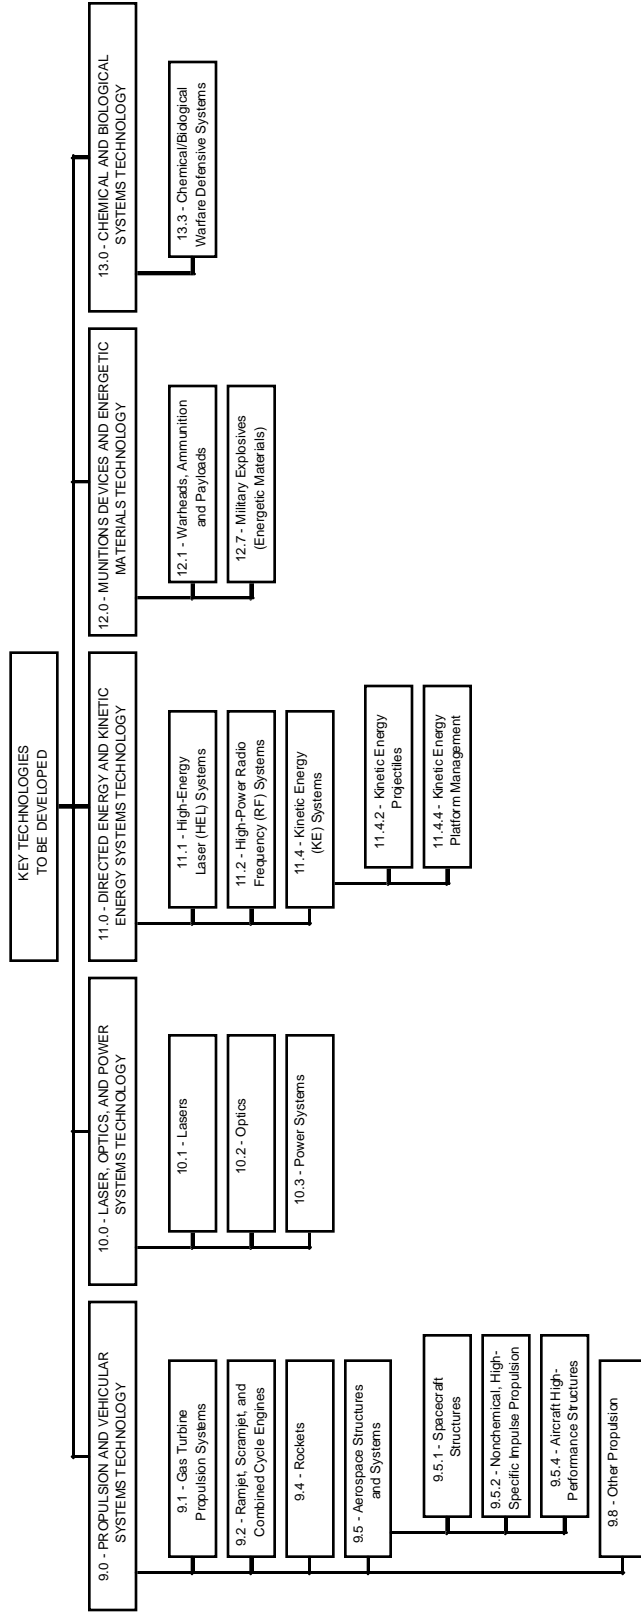 KEY TECHNOLOGIES
TO BE DEVELOPED
9.0 - PROPULSION AND VEHICULAR
SYSTEMS TECHNOLOGY
9.1 - Gas Turbine
Propulsion Systems
9.2 - Ramjet, Scramjet, and
Combined Cycle Engines
9.4 - Rockets
9.5 - Aerospace Structures
and Systems
9.5.1 - Spacecraft
Structures
9.5.2 - Nonchemical, High-
Specific Impulse Propulsion
9.5.4 - Aircraft High-
Performance Structures
9.8 - Other Propulsion
10.0 - LASER, OPTICS, AND POWER
SYSTEMS TECHNOLOGY
10.1 - Lasers
10.2 - Optics
10.3 - Power Systems
11.0 - DIRECTED ENERGY AND KINETIC
ENERGY SYSTEMS TECHNOLOGY
11.1 - High-Energy
Laser (HEL) Systems
11.2 - High-Power Radio
Frequency (RF) Systems
11.4 - Kinetic Energy
(KE) Systems
11.4.2 - Kinetic Energy
Projectiles
11.4.4 - Kinetic Energy
Platform Management
12.0 - MUNITIONS DEVICES AND ENERGETIC
MATERIALS TECHNOLOGY
12.1 - Warheads, Ammunition
and Payloads
12.7 - Military Explosives
(Energetic Materials)
13.0 - CHEMICAL AND BIOLOGICAL
SYSTEMS TECHNOLOGY
13.3 - Chemical/Biological
Warfare Defensive Systems